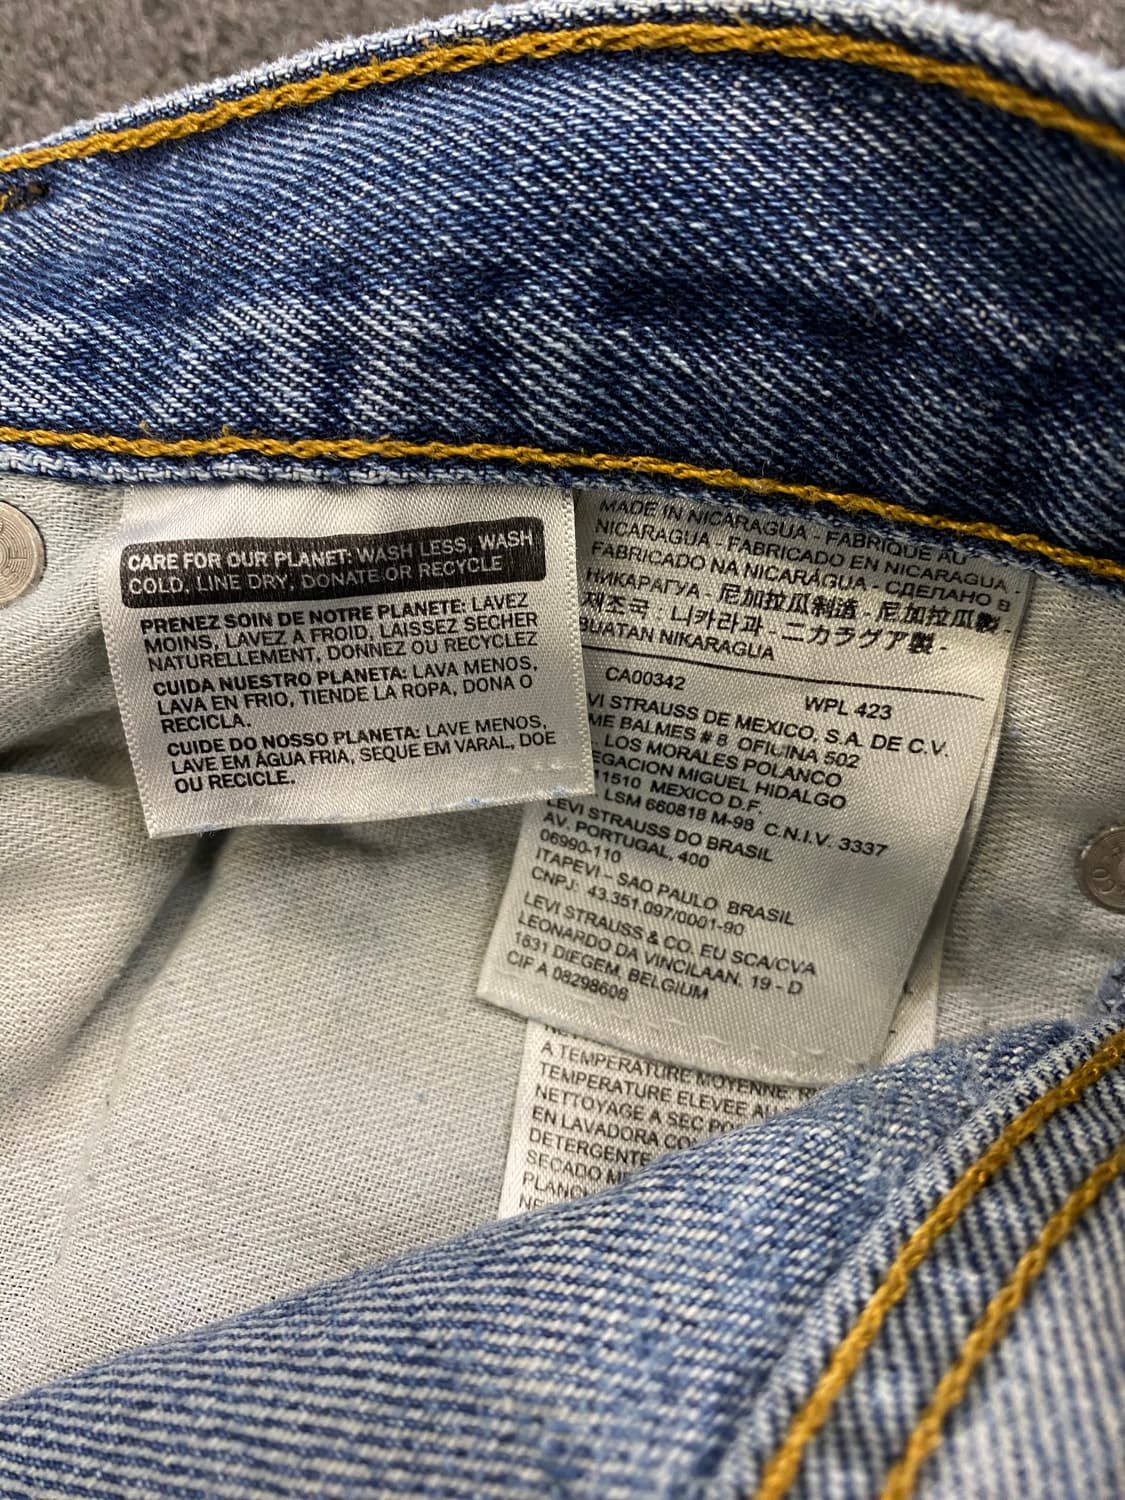 CARE FOR OUR PLANET: WASH LESS, WASH
COLD, LINE DRY, DONATE OR RECYCLE
PRENEZ SOIN DE NOTRE PLANETE: LAVEZ
MOINS, LAVEZ A FROID, LAISSEZ SECHER
NATURELLEMENT, DONNEZ OU RECYCLEZ
CUIDA NUESTRO PLANETA: LAVA MENOS,
LAVA EN FRIO, TIENDE LA ROPA, DONA O
RECICLA.
CUIDE DO NOSSO PLANETA: LAVE MENOS,
LAVE EM ÁGUA FRIA, SEQUE EM VARAL, DOE
OU RECICLE.
MADE IN NICARAGUA - FABRIQUE AU
NICARAGUA - FABRICADO EN NICARAGUA -
FABRICADO NA NICARÁGUA - СДЕЛАНО В
НИКАРАГУА - 尼加拉瓜制造 - 尼加拉瓜製 -
제조국 : 니카라과 - ニカラグア製 -
BUATAN NIKARAGUA
CA00342 WPL 423
VI STRAUSS DE MEXICO, S.A. DE C.V.
ME BALMES # 8 OFICINA 502
LOS MORALES POLANCO
EGACION MIGUEL HIDALGO
11510 MEXICO D.F.
LSM 660818 M-98 C.N.I.V. 3337
LEVI STRAUSS DO BRASIL
AV. PORTUGAL, 400
06990-110
ITAPEVI - SAO PAULO BRASIL
CNPJ: 43.351.097/0001-90
LEVI STRAUSS & CO. EU SCA/CVA
LEONARDO DA VINCILAAN, 19 - D
1831 DIEGEM, BELGIUM
CIF A 08298608
A TEMPERATURE MOYENNE
TEMPERATURE ELEVEE AU
NETTOYAGE A SEC
EN LAVADORA
DETERGENTE
SECADO